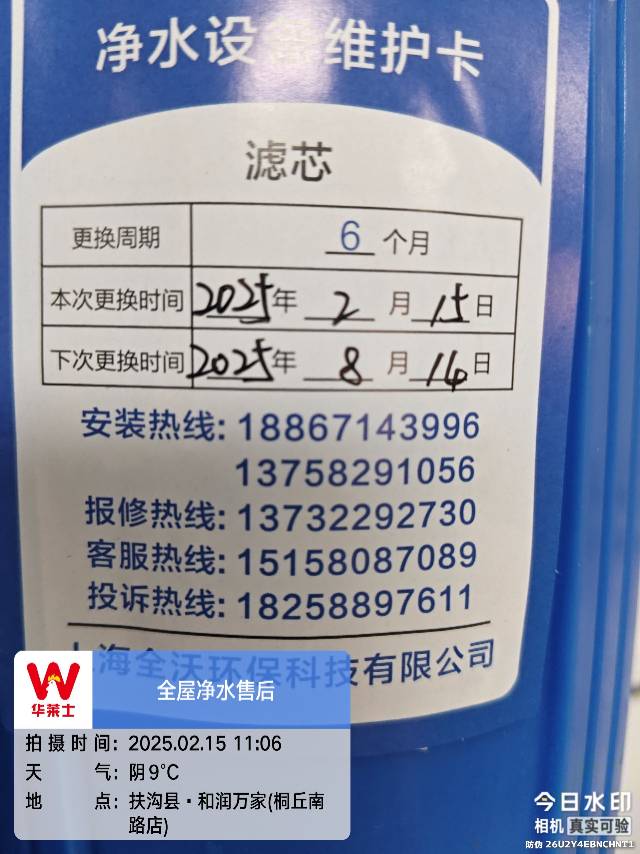 净水设备维护卡
滤芯
更换周期 6 个月
本次更换时间 2025年 2 月 15 日
下次更换时间 2025年 8 月 14 日
安装热线: 18867143996
13758291056
报修热线: 13732292730
客服热线: 15158087089
投诉热线: 18258897611
上海全沃环保科技有限公司
华莱士
全屋净水售后
拍摄时间: 2025.02.15 11:06
天气: 阴 9℃
地点: 扶沟县·和润万家(桐丘南
路店)
今日水印
相机 真实可验
防伪 26U2Y4EBNCHNT1